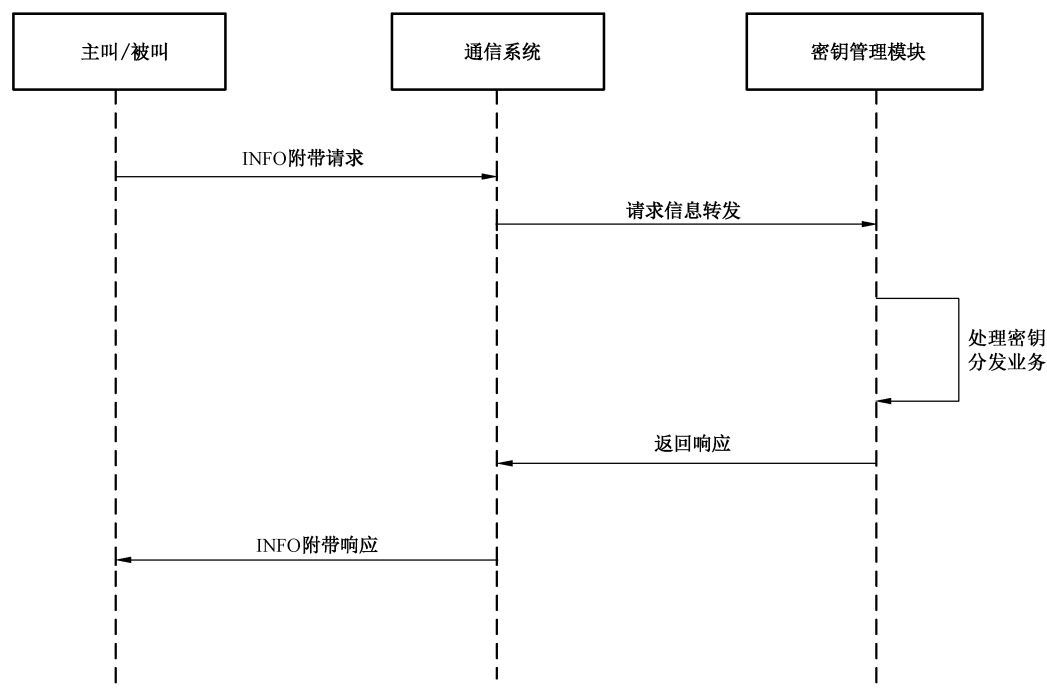 主叫/被叫
通信系统
密钥管理模块
INFO附带请求
请求信息转发
处理密钥
分发业务
返回响应
INFO附带响应